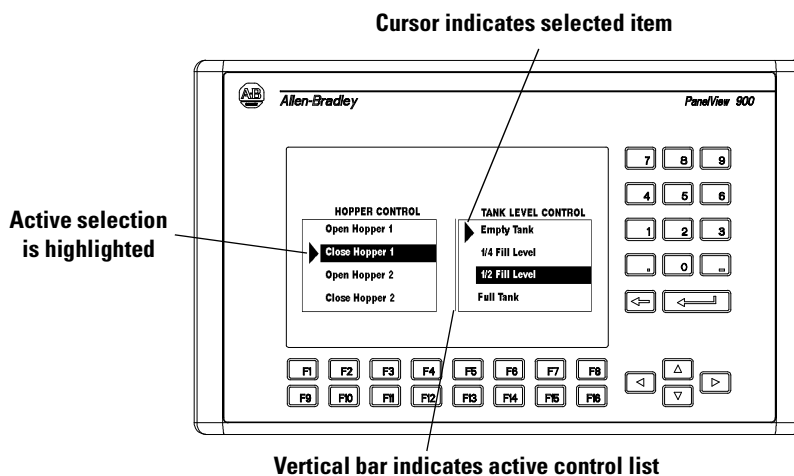 Cursor indicates selected item
AB
Allen-Bradley
PanelView 900
7 8 9
4 5 6
1 2 3
. 0 -
Active selection
is highlighted
HOPPER CONTROL
Open Hopper 1
Close Hopper 1
Open Hopper 2
Close Hopper 2
TANK LEVEL CONTROL
Empty Tank
1/4 Fill Level
1/2 Fill Level
Full Tank
F1 F2 F3 F4 F5 F6 F7 F8
F9 F10 F11 F12 F13 F14 F15 F16
Vertical bar indicates active control list